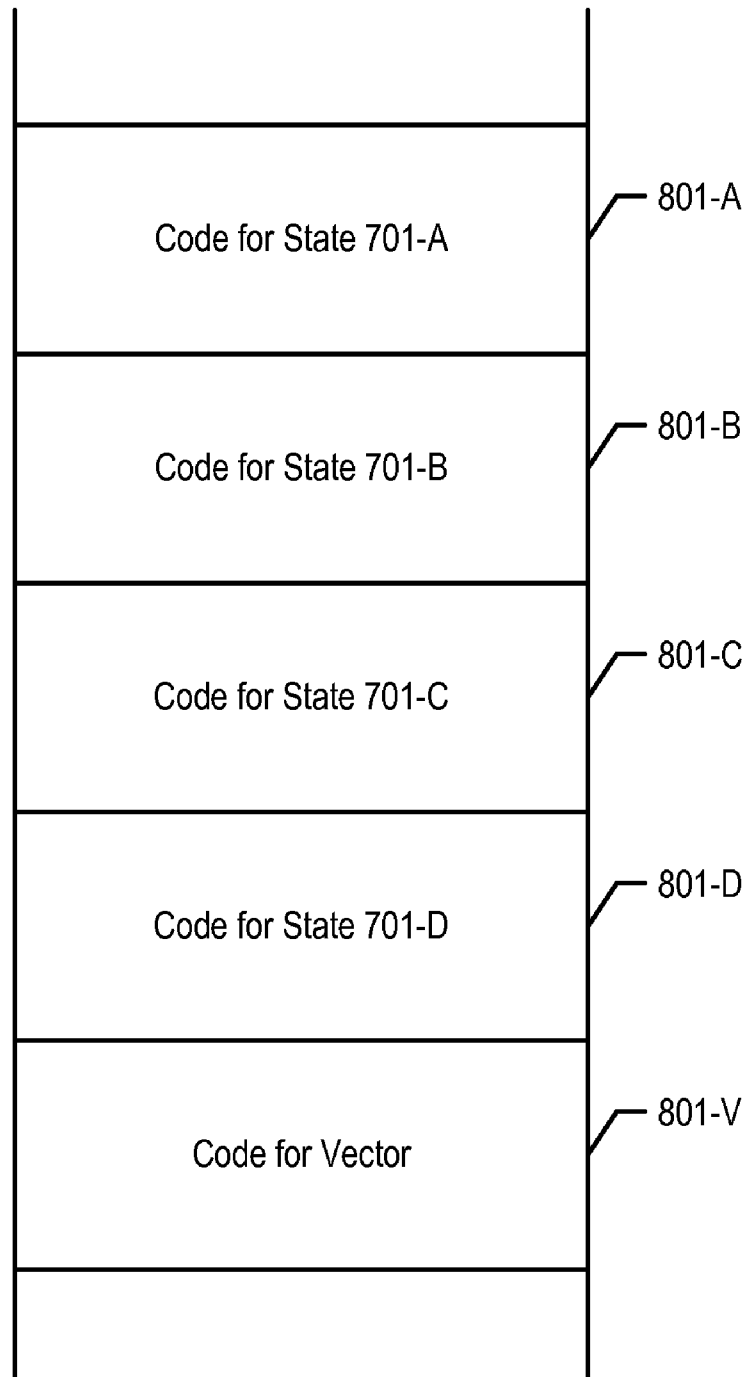 801-A
Code for State 701-A
801-B
Code for State 701-B
801-C
Code for State 701-C
801-D
Code for State 701-D
801-V
Code for Vector